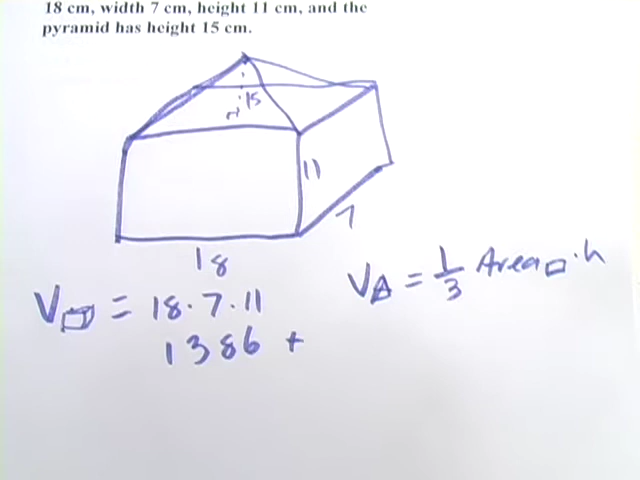 18 cm, width 7 cm, height 11 cm, and the
pyramid has height 15 cm.
15
11
7
18
V = 18·7·11
1386 +
V = 1/3 Area · h